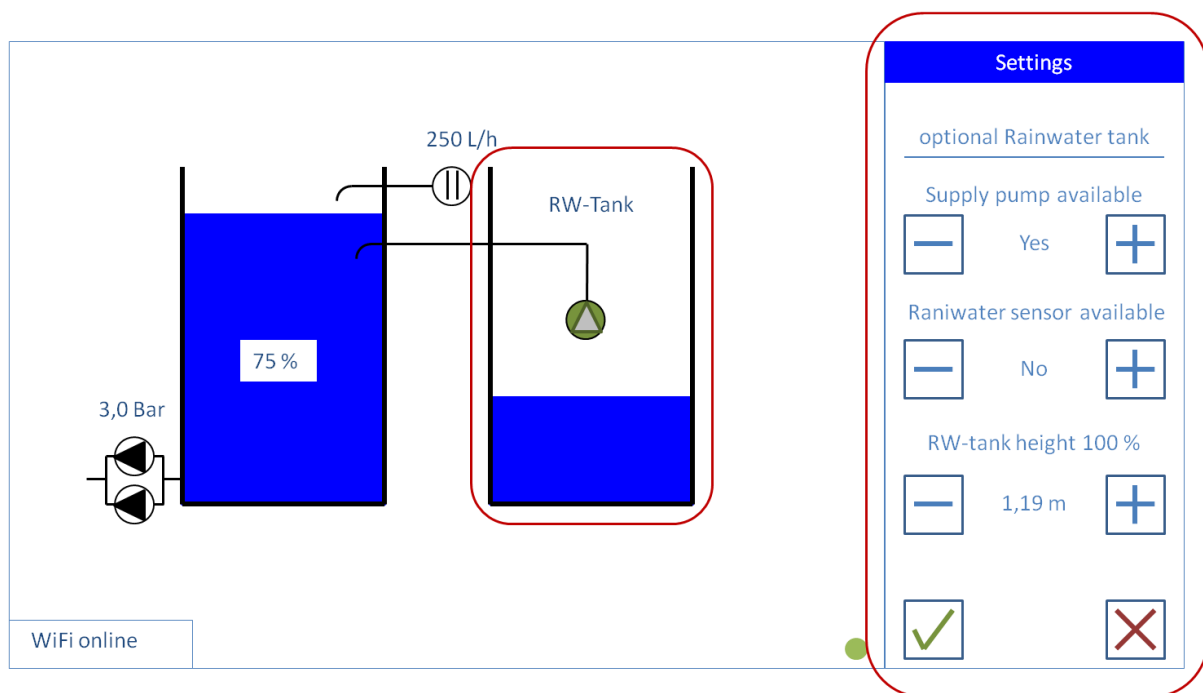 250 L/h
RW-Tank
75 %
3,0 Bar
WiFi online
Settings
optional Rainwater tank
Supply pump available
Yes
Raniwater sensor available
No
RW-tank height 100 %
1,19 m